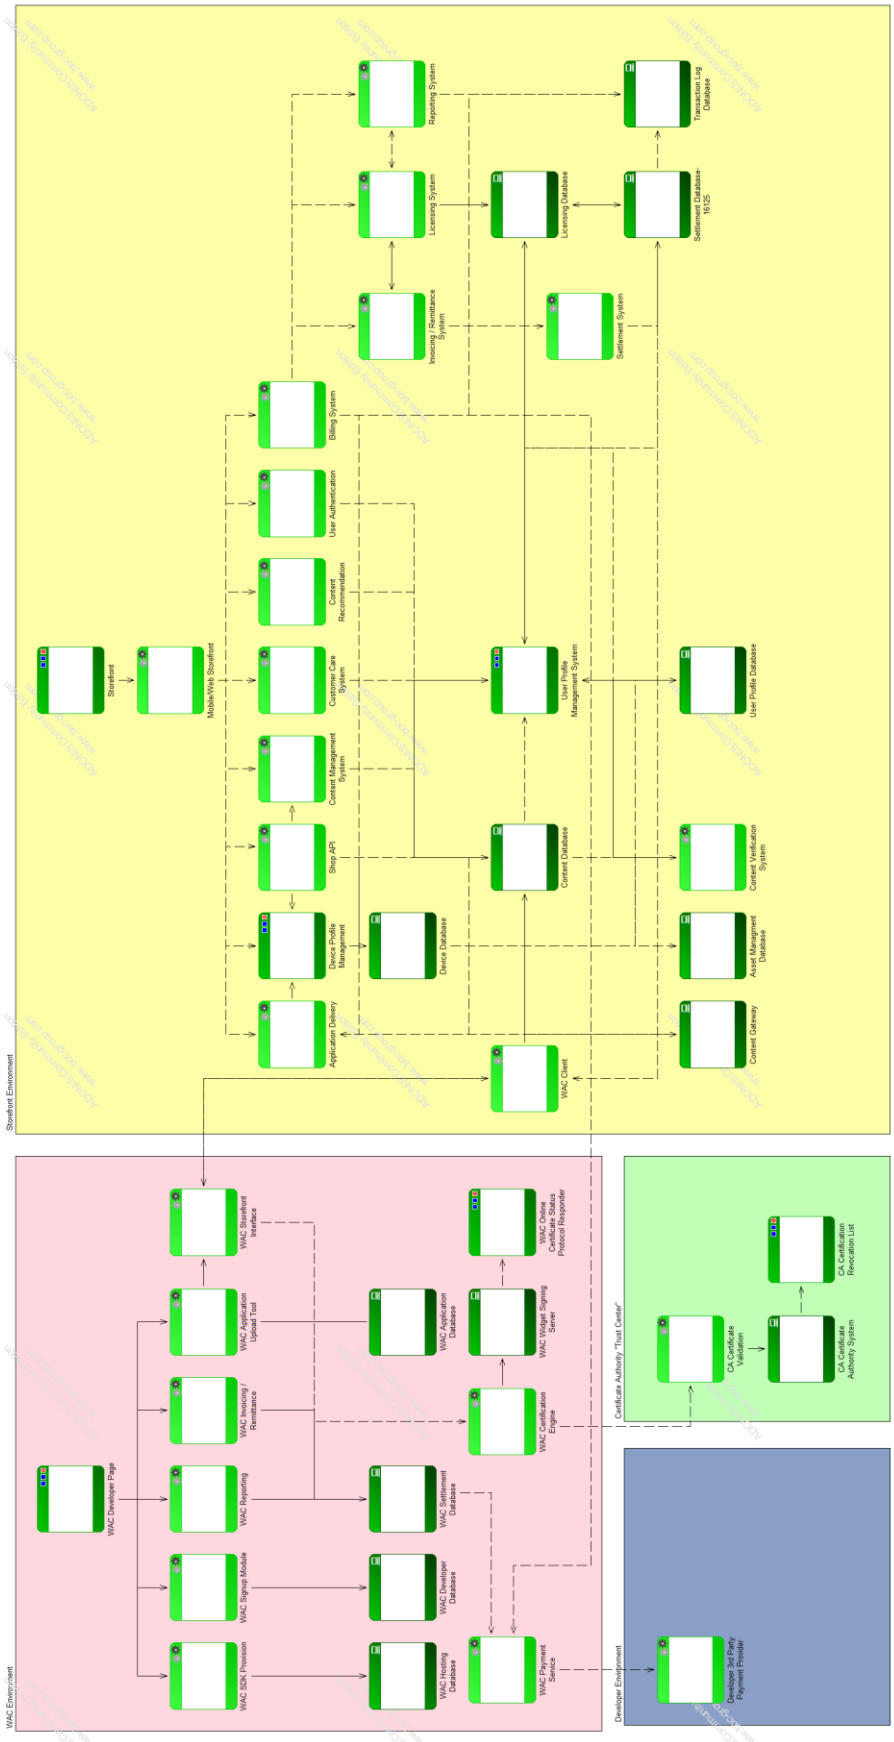 Storefront Environment
Storefront
Mobile/Web Storefront
Application Delivery
Device Profile
Management
Shop API
Content Management
System
Customer Care
System
Content
Recommendation
User Authentication
Billing System
Invoicing / Remittance
System
Licensing System
Reporting System
Device Database
WAC Client
Content Database
User Profile
Management System
Settlement System
Licensing Database
Settlement Database-
16125
Transaction Log
Database
Content Gateway
Asset Managment
Database
Content Verification
System
User Profile Database
WAC Environment
WAC Developer Page
WAC SDK Provision
WAC Signup Module
WAC Reporting
WAC Invoicing /
Remittance
WAC Application
Upload Tool
WAC Storefront
Interface
WAC Hosting
Database
WAC Developer
Database
WAC Settlement
Database
WAC Application
Database
WAC Payment
Service
WAC Certification
Engine
WAC Widget Signing
Server
WAC Online
Certificate Status
Protocol Responder
Developer Environment
Developer 3rd Party
Payment Provider
Certificate Authority "Trust Center"
CA Certificate
Validation
CA Certificate
Authority System
CA Certification
Revocation List
ADONIS:Community Edition
www.boc-group.com